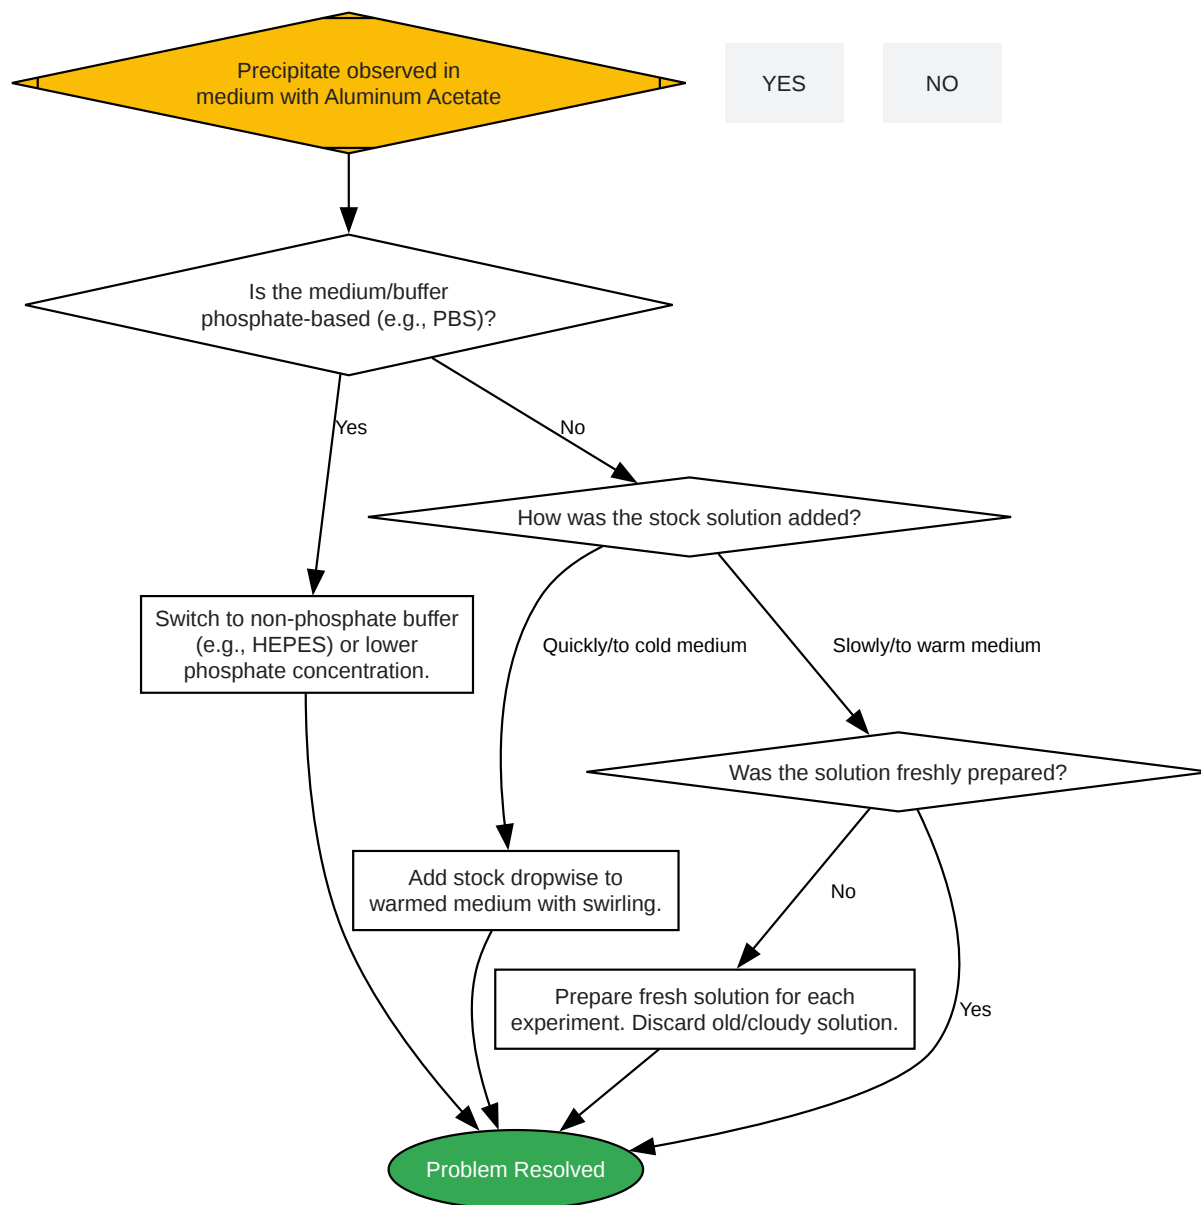 Precipitate observed in
medium with Aluminum Acetate
YES
NO
Is the medium/buffer
phosphate-based (e.g., PBS)?
Yes
No
How was the stock solution added?
Switch to non-phosphate buffer
(e.g., HEPES) or lower
phosphate concentration.
Quickly/to cold medium
Slowly/to warm medium
Was the solution freshly prepared?
Add stock dropwise to
warmed medium with swirling.
No
Prepare fresh solution for each
experiment. Discard old/cloudy solution.
Yes
Problem Resolved